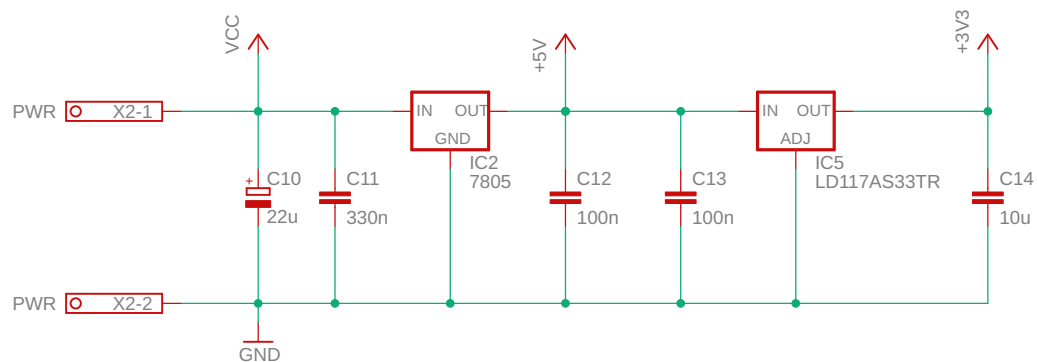 VCC
+5V
+3V3
PWR X2-1
IN OUT
GND
IC2
7805
IN OUT
ADJ
IC5
LD117AS33TR
+
C10
22u
C11
330n
C12
100n
C13
100n
C14
10u
PWR X2-2
GND